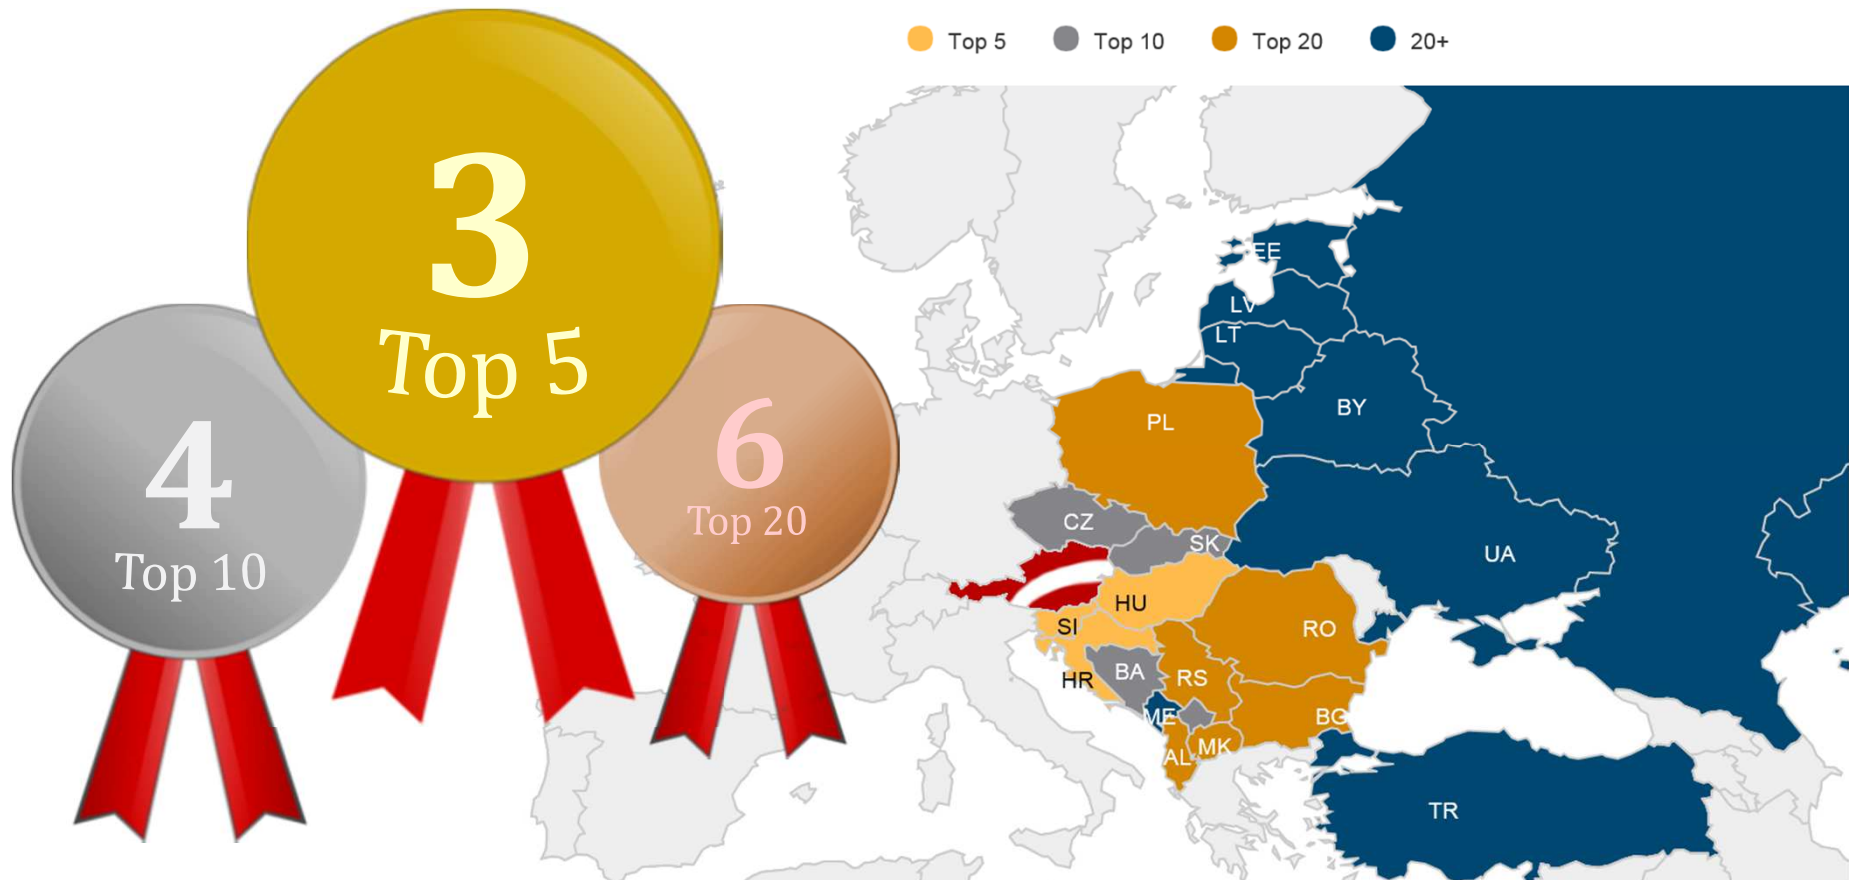 3
Top 5
4
Top 10
6
Top 20
Top 5
Top 10
Top 20
20+
EE
LV
LT
BY
PL
CZ
SK
UA
HU
SI
RO
HR
BA
RS
ME
BG
AL
MK
TR